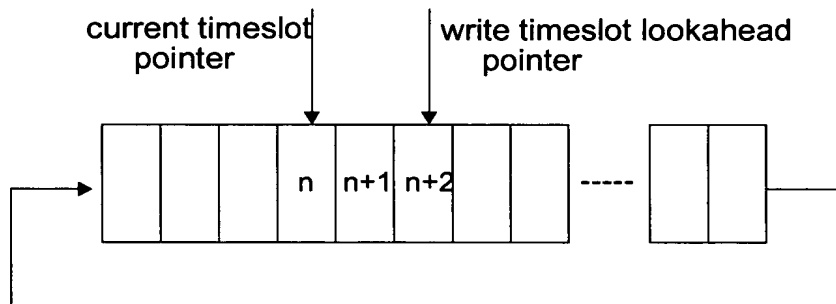 current timeslot
pointer
write timeslot lookahead
pointer
n n+1 n+2 -----